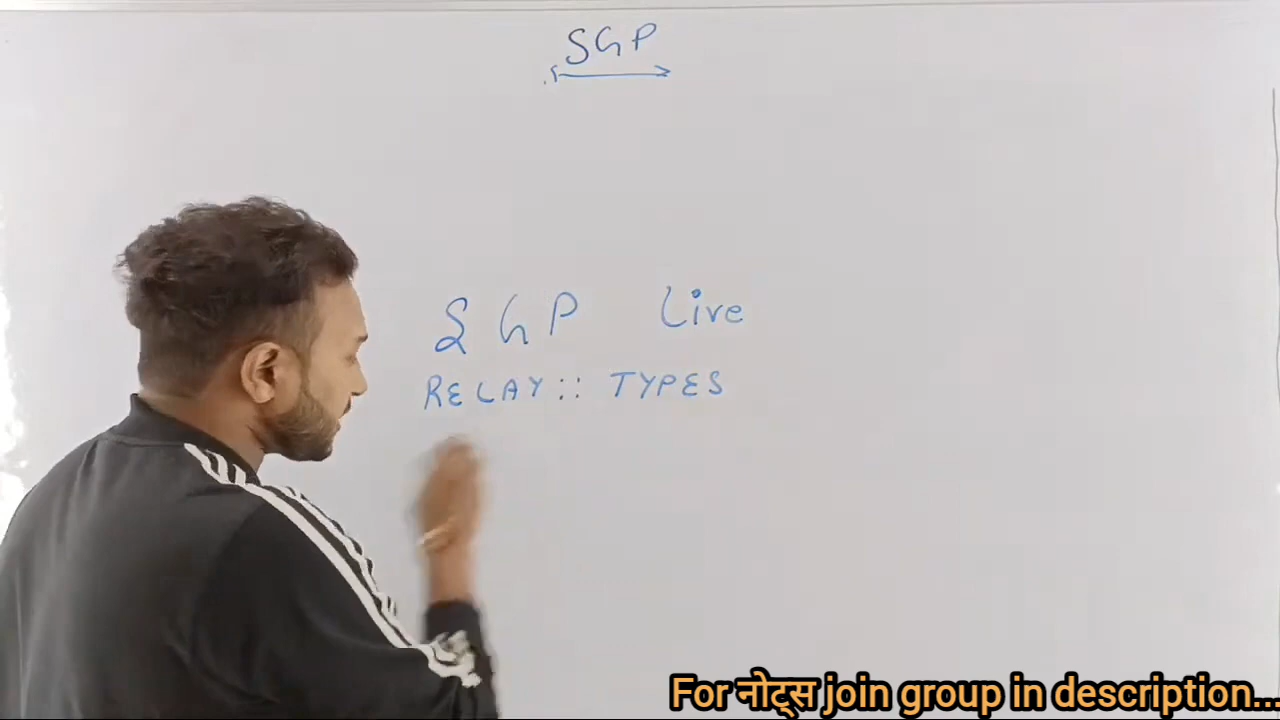 SGP
SGP Live
RELAY :: TYPES
For नोट्स join group in description...